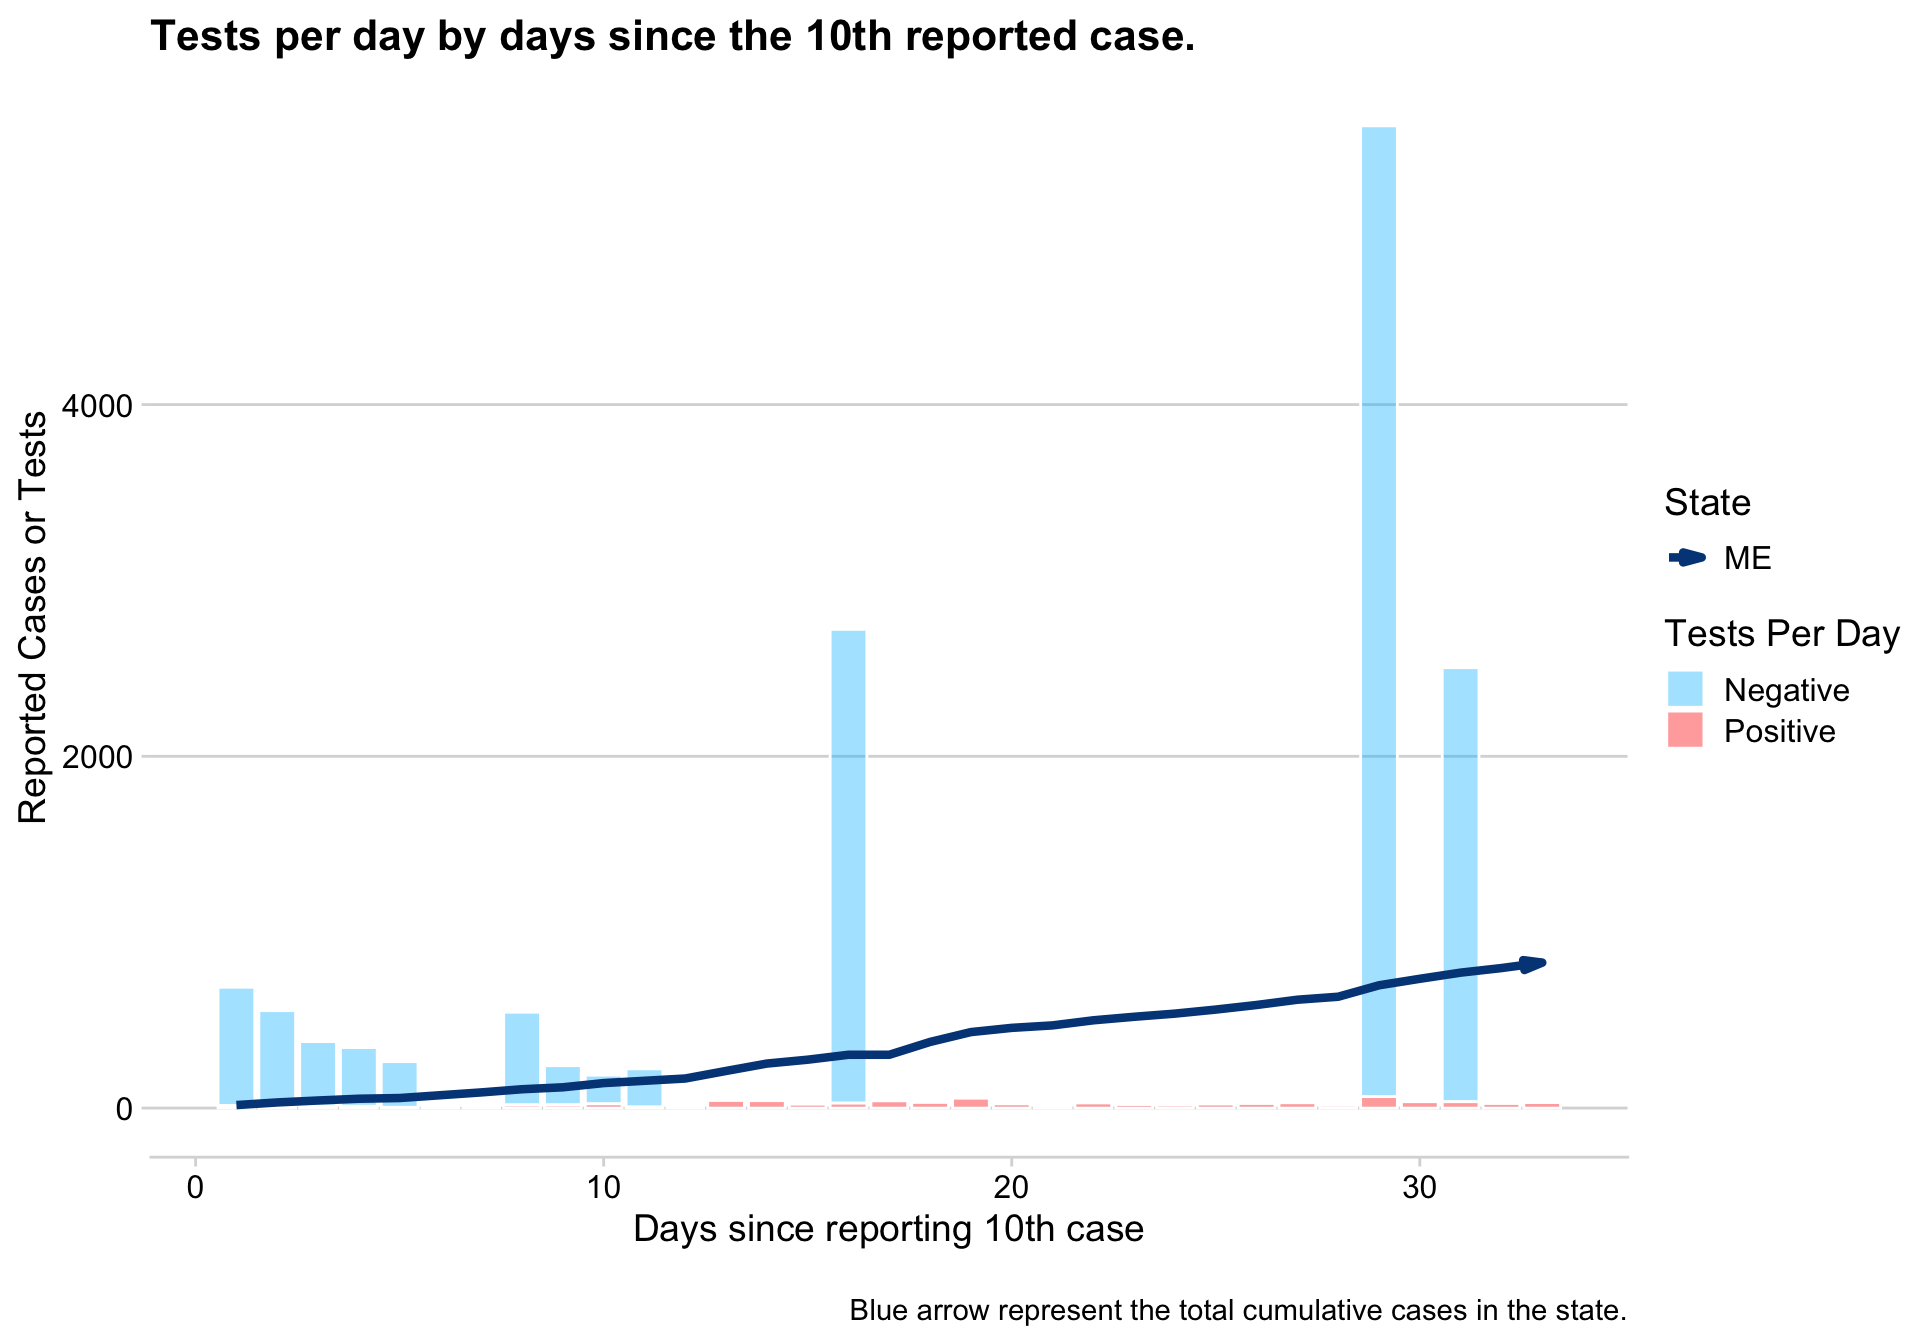 Tests per day by days since the 10th reported case.
Reported Cases or Tests
4000
2000
0
0
10
20
30
Days since reporting 10th case
State
ME
Tests Per Day
Negative
Positive
Blue arrow represent the total cumulative cases in the state.